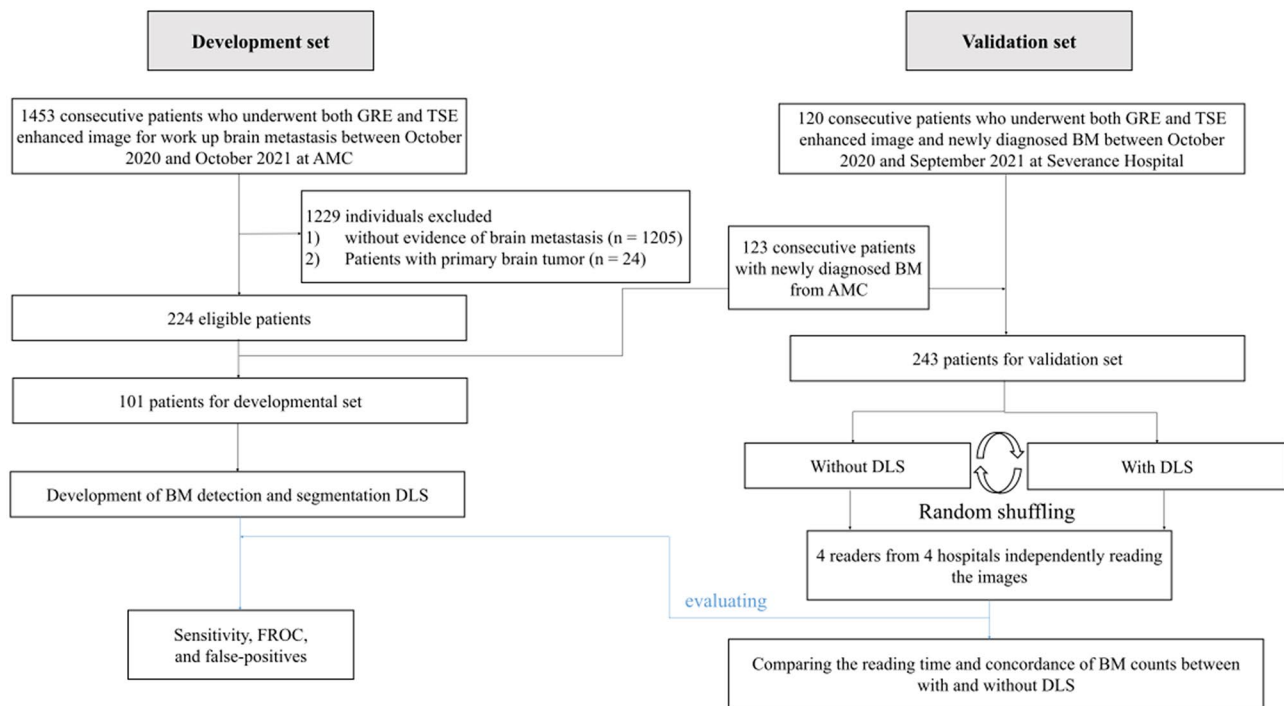 Development set
1453 consecutive patients who underwent both GRE and TSE
enhanced image for work up brain metastasis between October
2020 and October 2021 at AMC
1229 individuals excluded
1) without evidence of brain metastasis (n = 1205)
2) Patients with primary brain tumor (n = 24)
224 eligible patients
101 patients for developmental set
Development of BM detection and segmentation DLS
Sensitivity, FROC,
and false-positives
Validation set
120 consecutive patients who underwent both GRE and TSE
enhanced image and newly diagnosed BM between October
2020 and September 2021 at Severance Hospital
123 consecutive patients
with newly diagnosed BM
from AMC
243 patients for validation set
Without DLS
With DLS
Random shuffling
4 readers from 4 hospitals independently reading
the images
evaluating
Comparing the reading time and concordance of BM counts between
with and without DLS